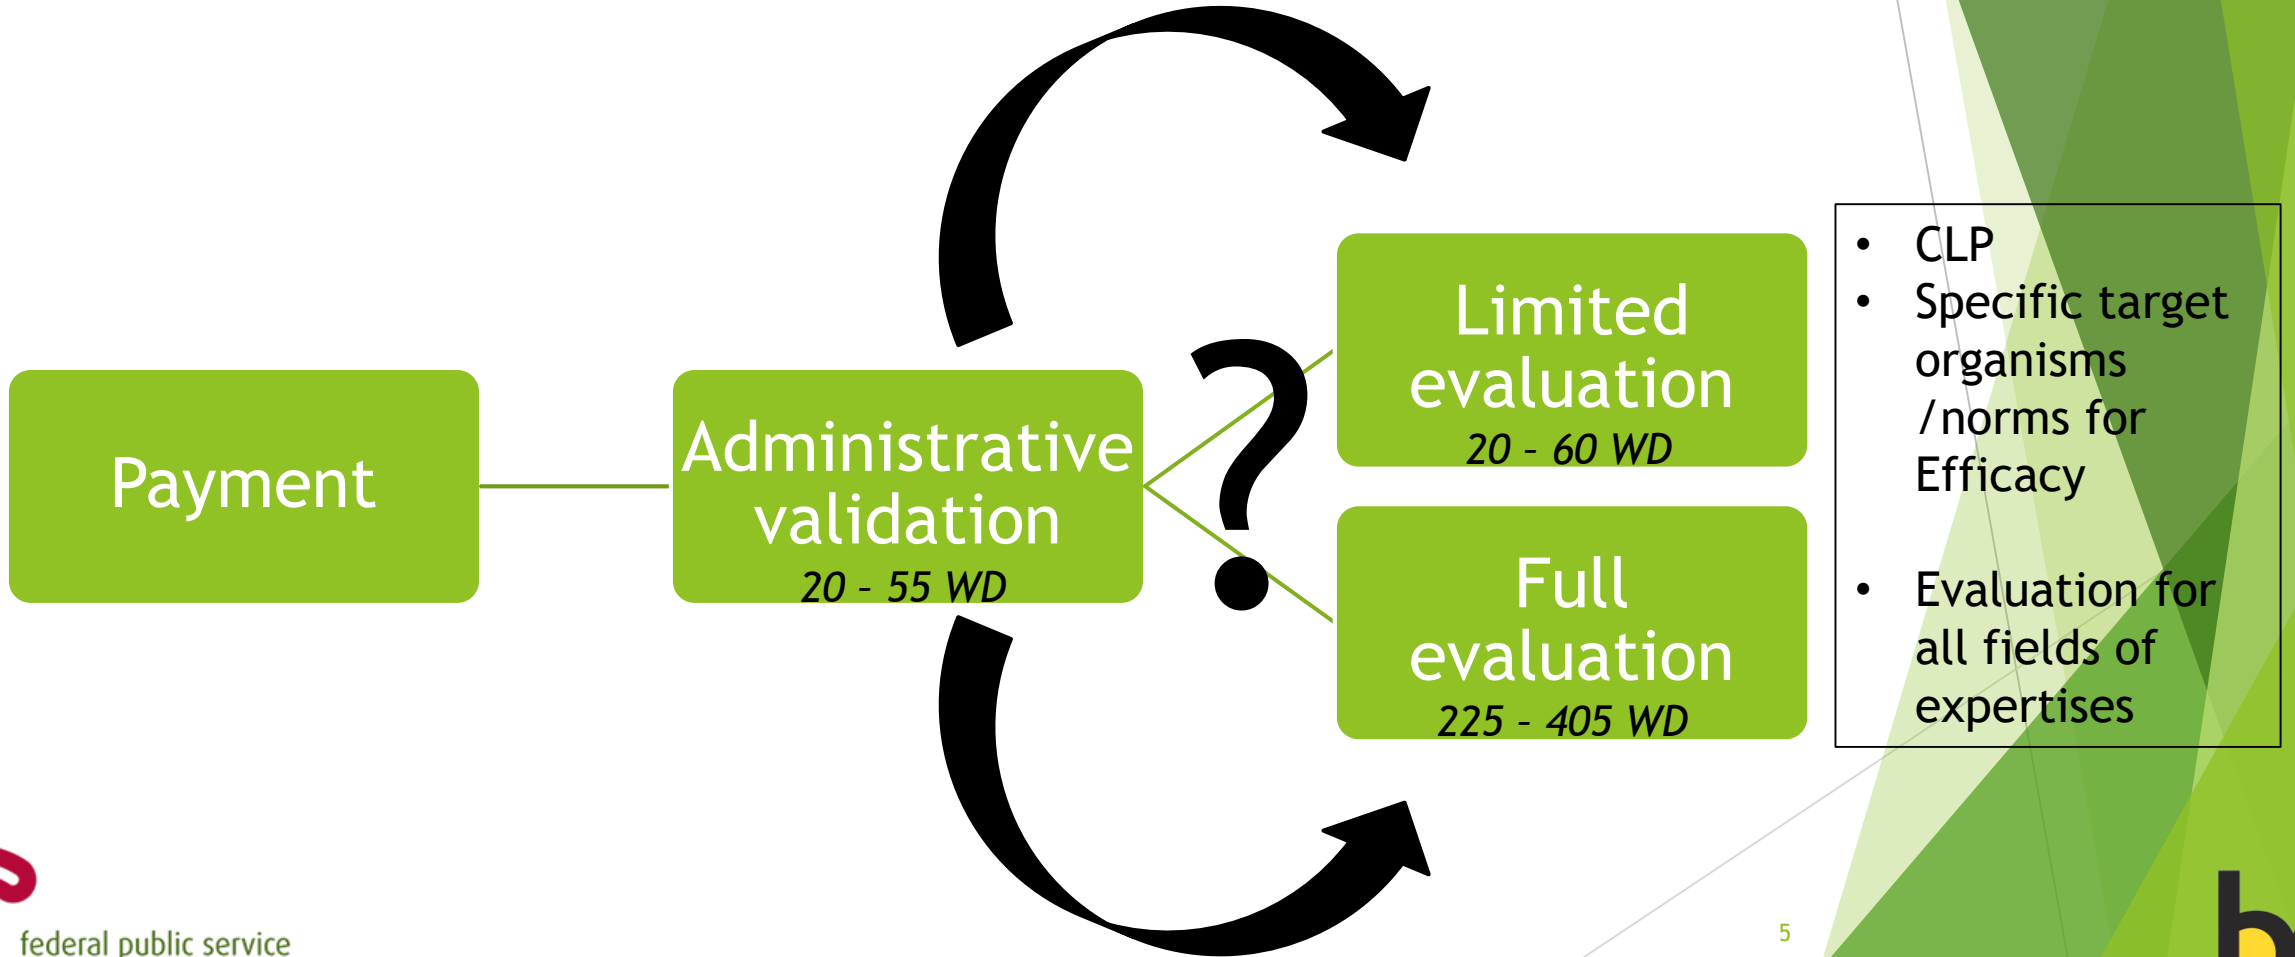 Payment
Administrative
validation
20 - 55 WD
?
Limited
evaluation
20 - 60 WD
Full
evaluation
225 - 405 WD
• CLP
• Specific target
organisms
/norms for
Efficacy
• Evaluation for
all fields of
expertises
federal public service
5